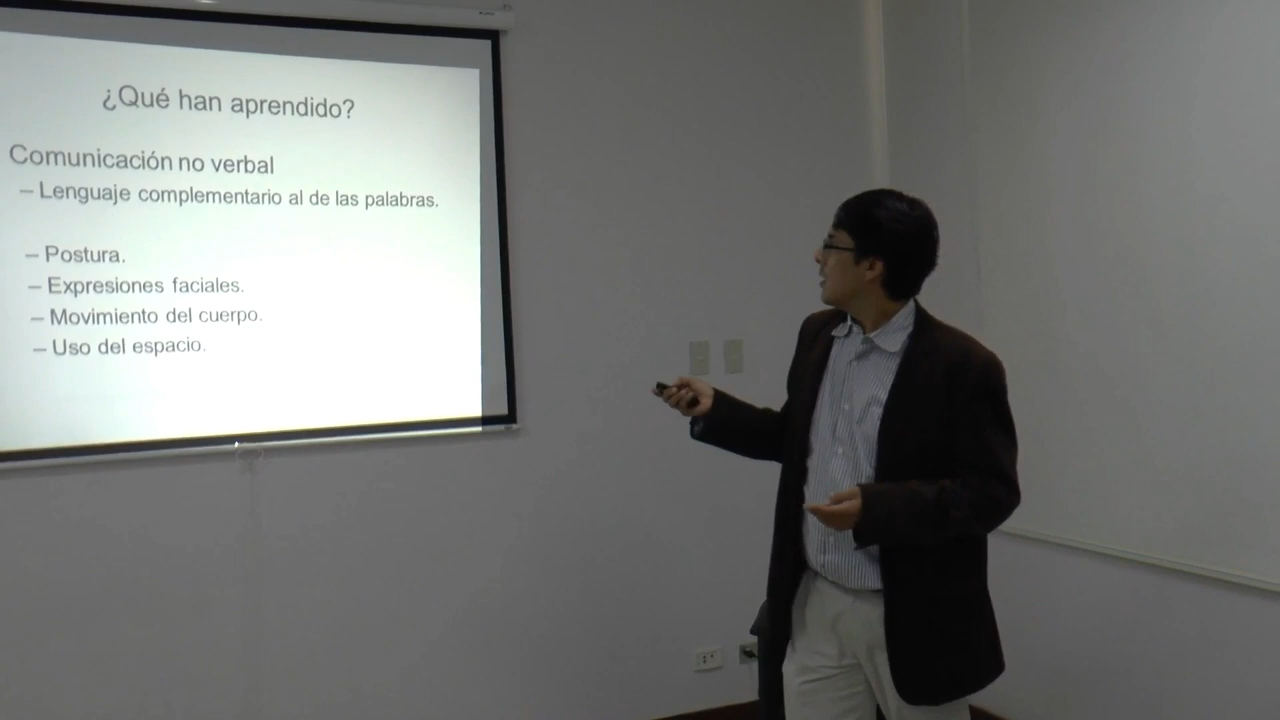 ¿Qué han aprendido?
Comunicación no verbal
– Lenguaje complementario al de las palabras.
– Postura.
– Expresiones faciales.
– Movimiento del cuerpo.
– Uso del espacio.